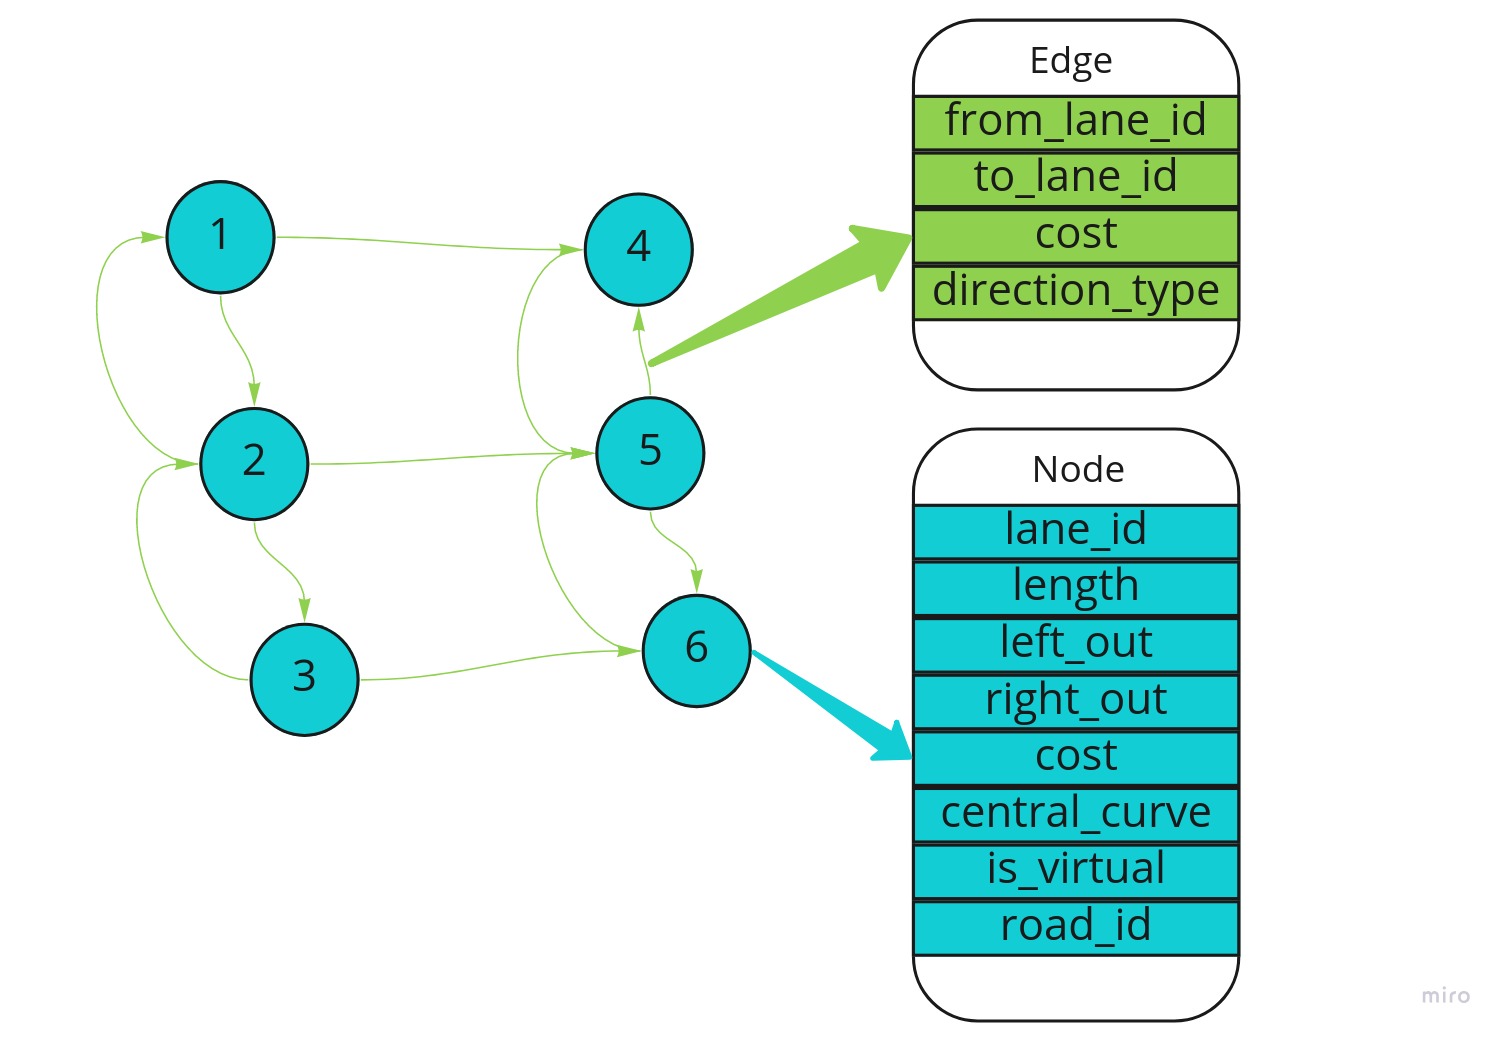 1
2
3
4
5
6
Edge
from_lane_id
to_lane_id
cost
direction_type
Node
lane_id
length
left_out
right_out
cost
central_curve
is_virtual
road_id
miro